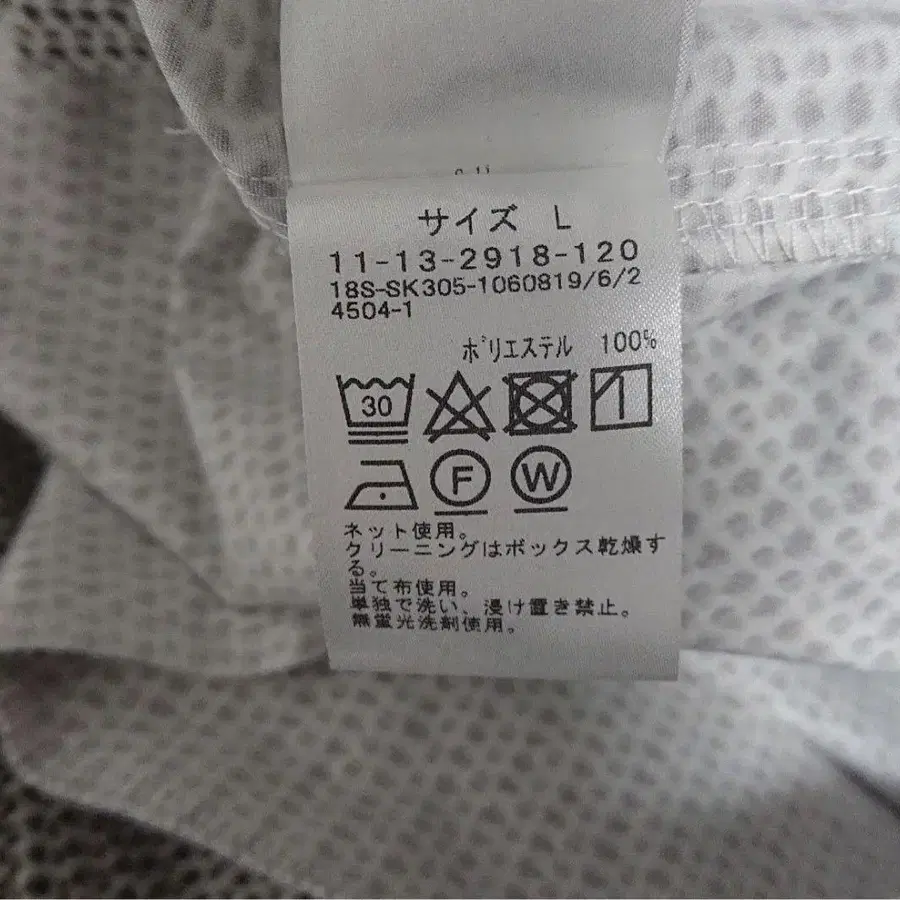 サイズ L
11-13-2918-120
18S-SK305-1060819/6/2
4504-1
ポリエステル 100%
30
F W
ネット使用。
クリーニングはボックス乾燥す
る。
当て布使用。
単独で洗い、浸け置き禁止。
無蛍光洗剤使用。